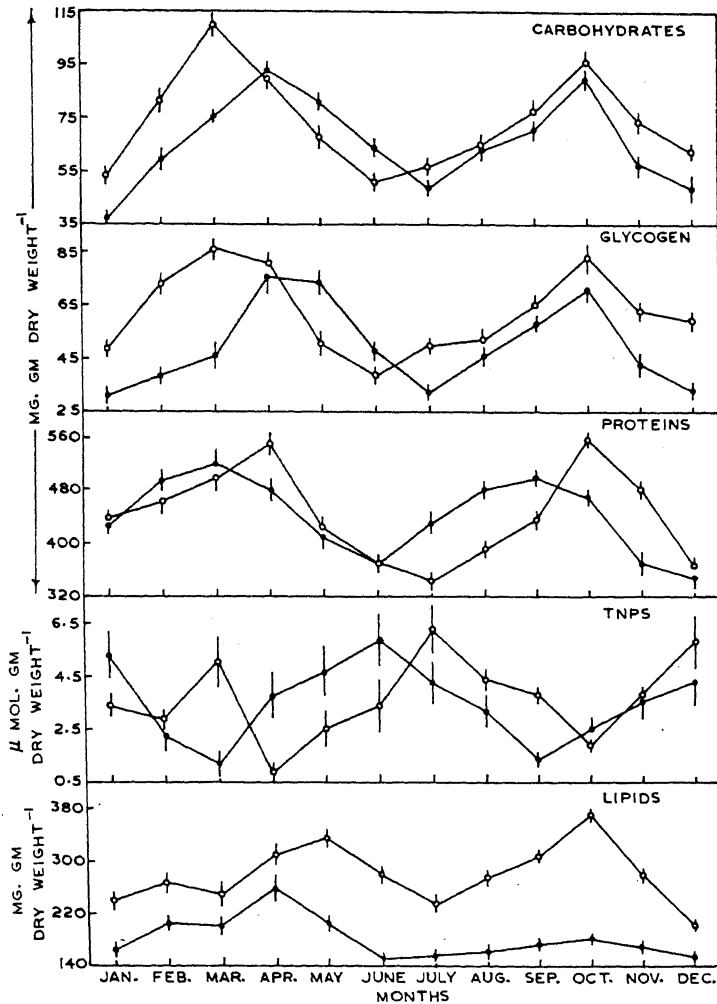 115
CARBOHYDRATES
95
75
55
35
GLYCOGEN
85
65
45
25
MG. GM DRY WEIGHT⁻¹
PROTEINS
560
480
400
320
TNPS
6·5
4·5
2·5
0·5
µ MOL. GM
DRY WEIGHT⁻¹
LIPIDS
380
300
220
140
MG. GM
DRY WEIGHT⁻¹
JAN. FEB. MAR. APR. MAY JUNE JULY AUG. SEP. OCT. NOV. DEC.
MONTHS